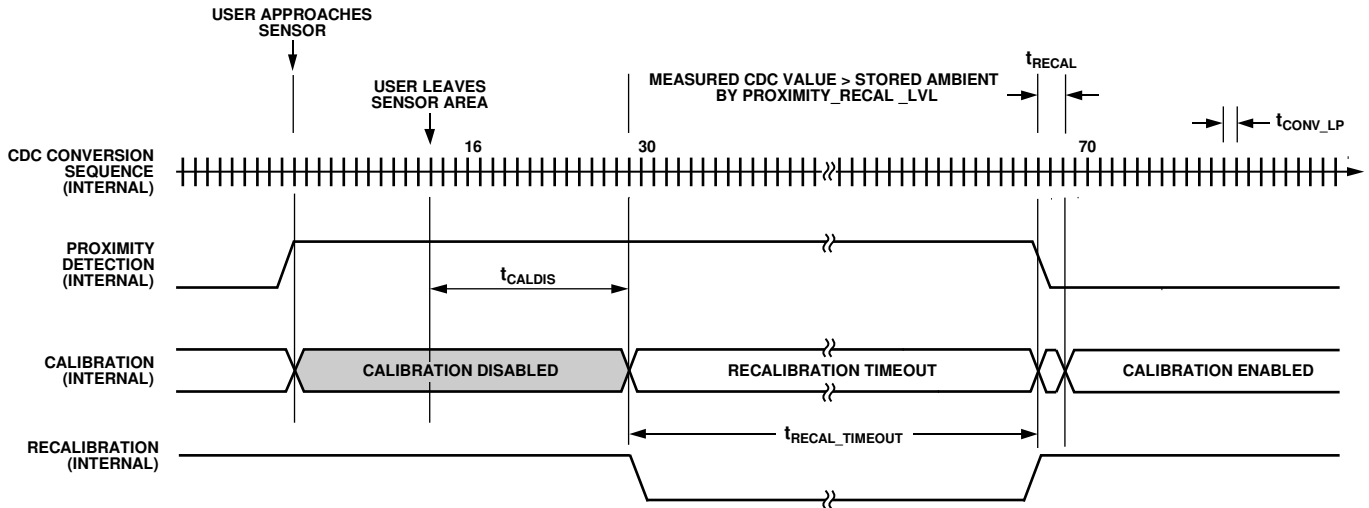 USER APPROACHES
SENSOR
USER LEAVES
SENSOR AREA
MEASURED CDC VALUE > STORED AMBIENT
BY PROXIMITY_RECAL _LVL
tRECAL
tCONV_LP
CDC CONVERSION
SEQUENCE
(INTERNAL)
16
30
70
PROXIMITY
DETECTION
(INTERNAL)
tCALDIS
CALIBRATION
(INTERNAL)
CALIBRATION DISABLED
RECALIBRATION TIMEOUT
CALIBRATION ENABLED
RECALIBRATION
(INTERNAL)
tRECAL_TIMEOUT